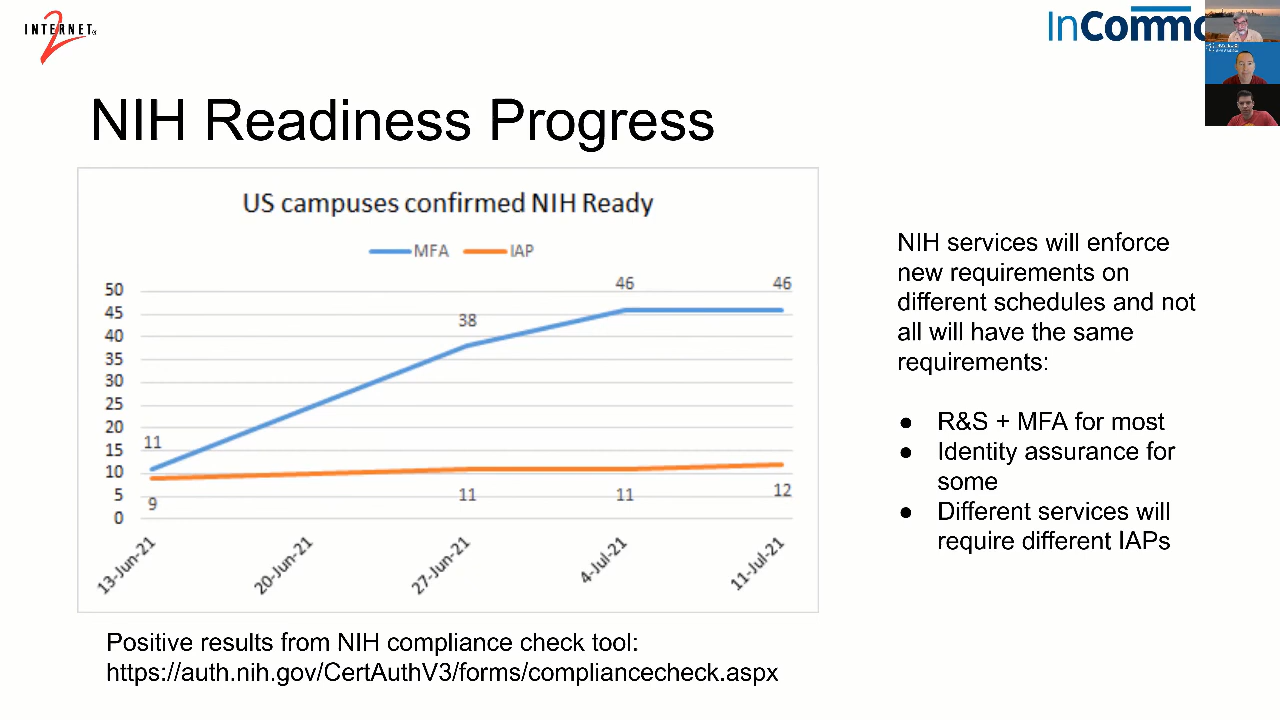 INTERNET
2
InCommo
NIH Readiness Progress
US campuses confirmed NIH Ready
MFA IAP
50
45
40
35
30
25
20
15
10
5
0
11
38
46
46
9
11
11
12
13-Jun-21
20-Jun-21
27-Jun-21
4-Jul-21
11-Jul-21
NIH services will enforce
new requirements on
different schedules and not
all will have the same
requirements:
● R&S + MFA for most
● Identity assurance for
some
● Different services will
require different IAPs
Positive results from NIH compliance check tool:
https://auth.nih.gov/CertAuthV3/forms/compliancecheck.aspx